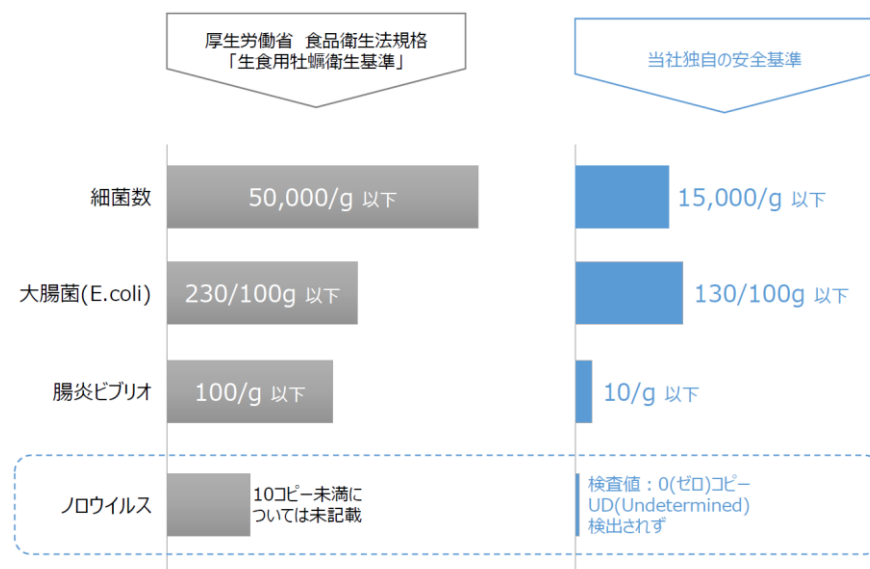 厚生労働省 食品衛生法規格
「生食用牡蠣衛生基準」
当社独自の安全基準
細菌数
50,000/g 以下
15,000/g 以下
大腸菌(E.coli)
230/100g 以下
130/100g 以下
腸炎ビブリオ
100/g 以下
10/g 以下
ノロウイルス
10コピー未満に
ついては未記載
検査値：0(ゼロ)コピー
UD(Undetermined)
検出されず